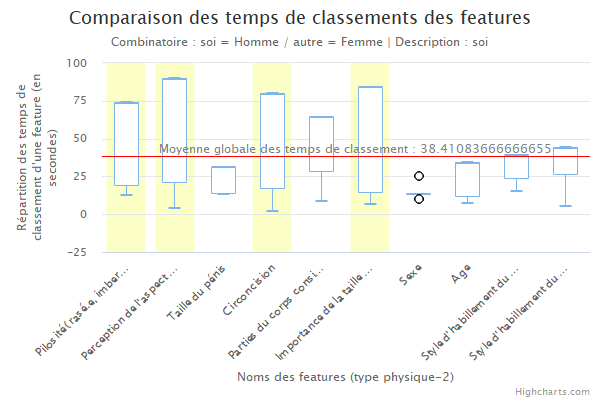 Comparaison des temps de classements des features
Combinatoire : soi = Homme / autre = Femme | Description : soi
Répartition des temps de
classement d'une feature (en
secondes)
100
75
50
25
0
-25
Moyenne globale des temps de classement : 38.41083666666655
Pilosité(rasé.e, imber...
Perception de l'aspect ...
Taille du pénis
Circoncision
Parties du corps consi...
Importance de la taille ...
Sexe
Age
Style d'habillement du ...
Style d'habillement du ...
Noms des features (type physique-2)
Highcharts.com